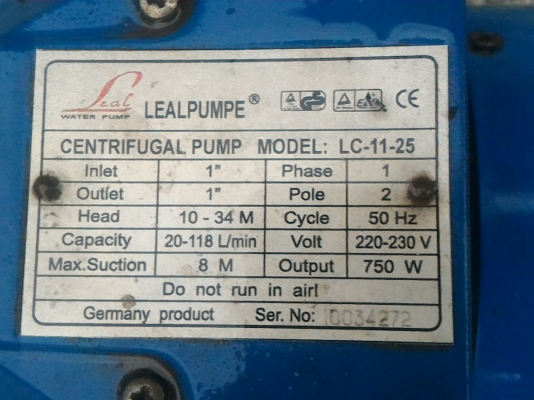 Leal
WATER PUMP
LEALPUMPE®
CE
CENTRIFUGAL PUMP MODEL: LC-11-25
Inlet 1" Phase 1
Outlet 1" Pole 2
Head 10 - 34 M Cycle 50 Hz
Capacity 20-118 L/min Volt 220-230 V
Max.Suction 8 M Output 750 W
Do not run in air!
Germany product Ser. No: 0034272